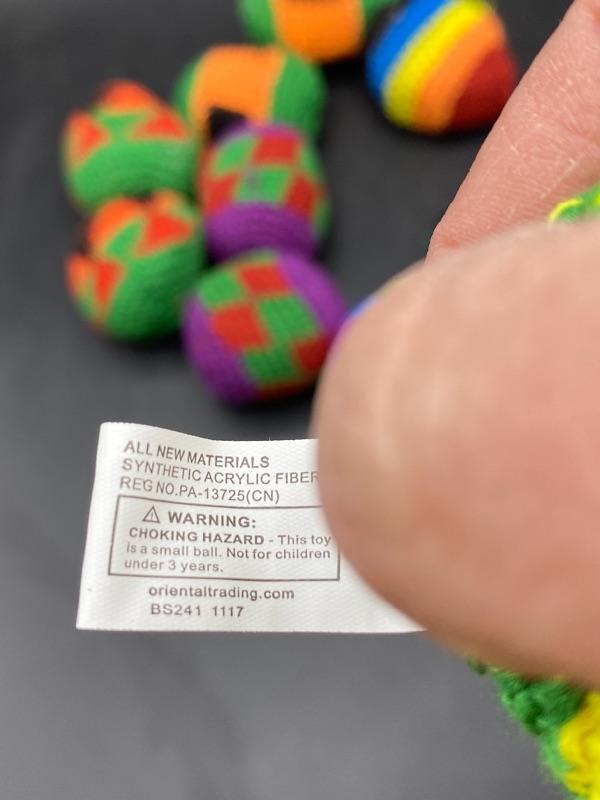 ALL NEW MATERIALS
SYNTHETIC ACRYLIC FIBER
REG NO.PA-13725(CN)
⚠ WARNING:
CHOKING HAZARD - This toy
is a small ball. Not for children
under 3 years.
orientaltrading.com
BS241 1117